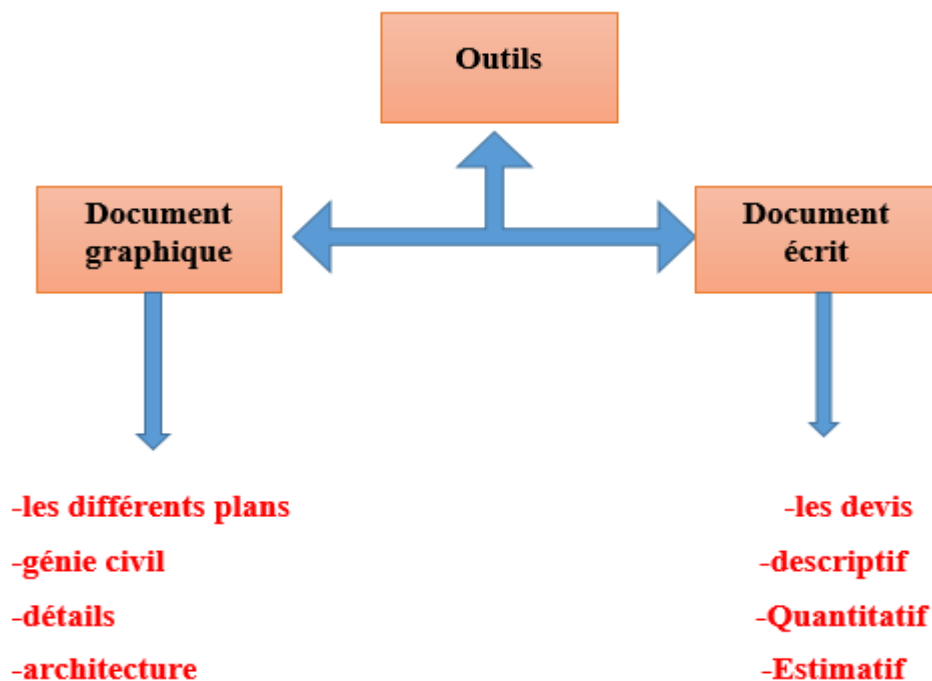 Outils
Document
graphique
Document
écrit
-les différents plans
-génie civil
-détails
-architecture
-les devis
-descriptif
-Quantitatif
-Estimatif